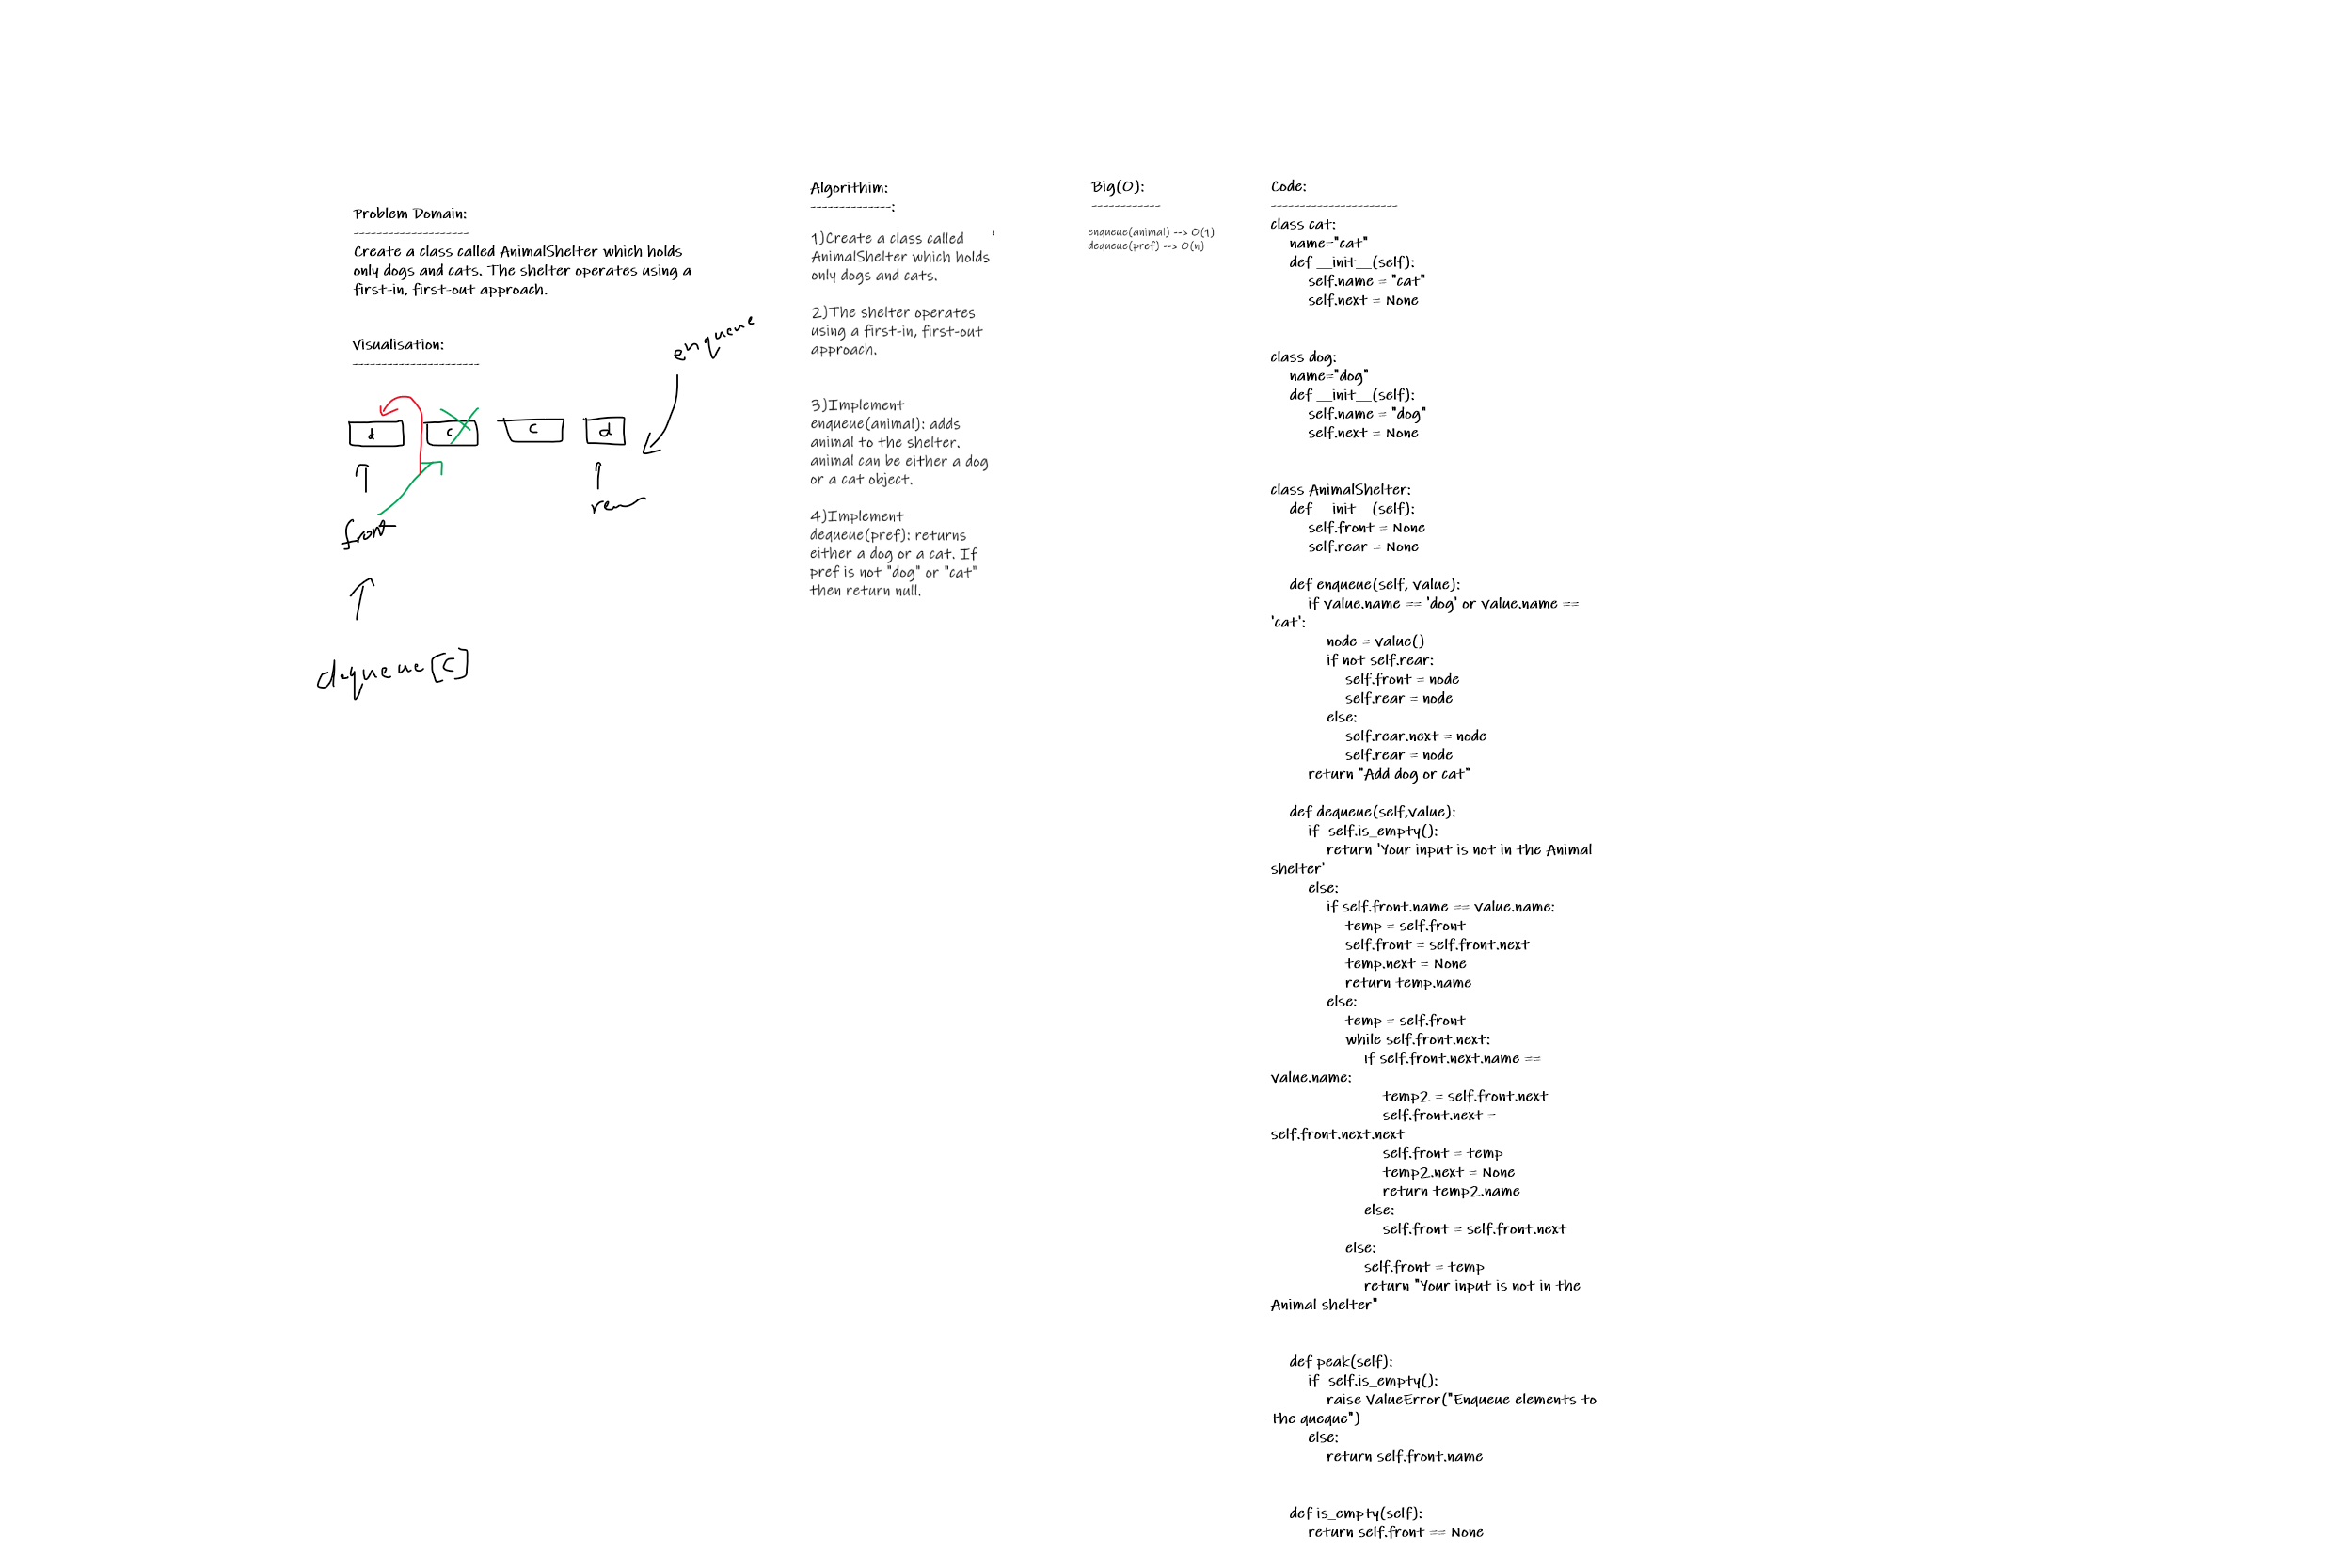 Problem Domain:
--------------------
Create a class called AnimalShelter which holds
only dogs and cats. The shelter operates using a
first-in, first-out approach.
Visualisation:
----------------------
enqueue
d
c
c
d
front
rear
dequeue[c]
Algorithim:
--------------:
1)Create a class called
AnimalShelter which holds
only dogs and cats.
2)The shelter operates
using a first-in, first-out
approach.
3)Implement
enqueue(animal): adds
animal to the shelter.
animal can be either a dog
or a cat object.
4)Implement
dequeue(pref): returns
either a dog or a cat. If
pref is not "dog" or "cat"
then return null.
Big(O):
------------
enqueue(animal) --> O(1)
dequeue(pref) --> O(n)
Code:
----------------------
class cat:
name="cat"
def __init__(self):
self.name = "cat"
self.next = None
class dog:
name="dog"
def __init__(self):
self.name = "dog"
self.next = None
class AnimalShelter:
def __init__(self):
self.front = None
self.rear = None
def enqueue(self, value):
if value.name == 'dog' or value.name ==
'cat':
node = value()
if not self.rear:
self.front = node
self.rear = node
else:
self.rear.next = node
self.rear = node
return "Add dog or cat"
def dequeue(self,value):
if  self.is_empty():
return 'Your input is not in the Animal
shelter'
else:
if self.front.name == value.name:
temp = self.front
self.front = self.front.next
temp.next = None
return temp.name
else:
temp = self.front
while self.front.next:
if self.front.next.name ==
value.name:
temp2 = self.front.next
self.front.next =
self.front.next.next
self.front = temp
temp2.next = None
return temp2.name
else:
self.front = self.front.next
else:
self.front = temp
return "Your input is not in the
Animal shelter"
def peak(self):
if  self.is_empty():
raise ValueError("Enqueue elements to
the queque")
else:
return self.front.name
def is_empty(self):
return self.front == None